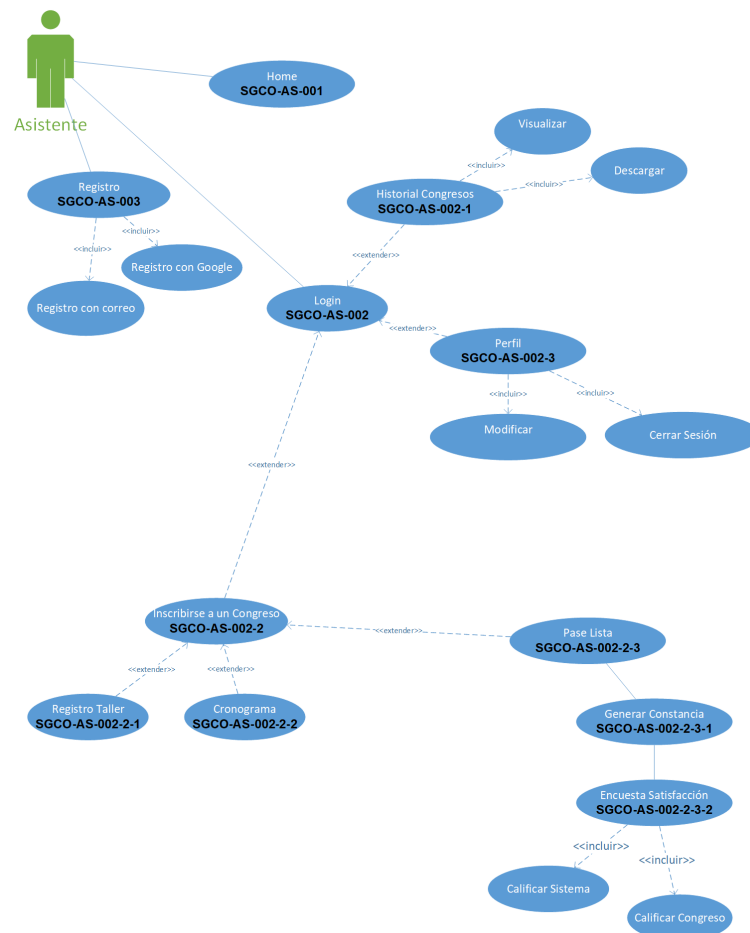 Home
SGCO-AS-001
Asistente
Visualizar
<<incluir>>
Descargar
<<incluir>>
Historial Congresos
SGCO-AS-002-1
Registro
SGCO-AS-003
<<incluir>>
<<incluir>>
Registro con Google
Registro con correo
<<extender>>
Login
SGCO-AS-002
<<extender>>
Perfil
SGCO-AS-002-3
<<incluir>>
<<incluir>>
Modificar
Cerrar Sesión
<<extender>>
Inscribirse a un Congreso
SGCO-AS-002-2
<<extender>>
Pase Lista
SGCO-AS-002-2-3
<<extender>>
<<extender>>
Registro Taller
SGCO-AS-002-2-1
Cronograma
SGCO-AS-002-2-2
Generar Constancia
SGCO-AS-002-2-3-1
Encuesta Satisfacción
SGCO-AS-002-2-3-2
<<incluir>>
<<incluir>>
Calificar Sistema
Calificar Congreso